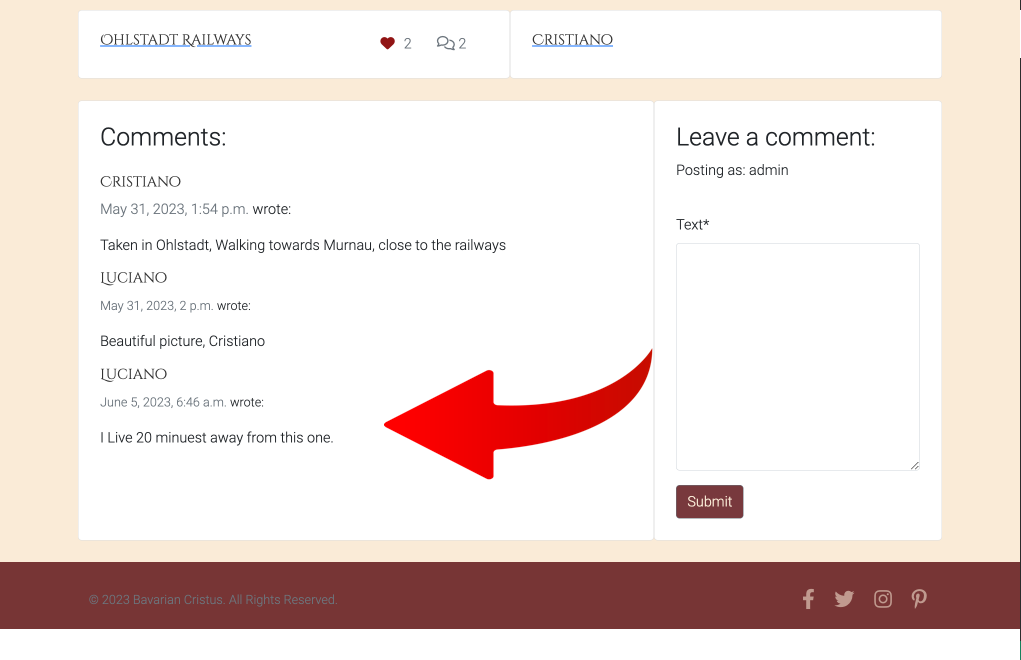 Ohlstadt Railways
2
2
Cristiano
Comments:
Cristiano
May 31, 2023, 1:54 p.m. wrote:
Taken in Ohlstadt, Walking towards Murnau, close to the railways
Luciano
May 31, 2023, 2 p.m. wrote:
Beautiful picture, Cristiano
Luciano
June 5, 2023, 6:46 a.m. wrote:
I Live 20 minuest away from this one.
Leave a comment:
Posting as: admin
Text*
Submit
© 2023 Bavarian Cristus. All Rights Reserved.